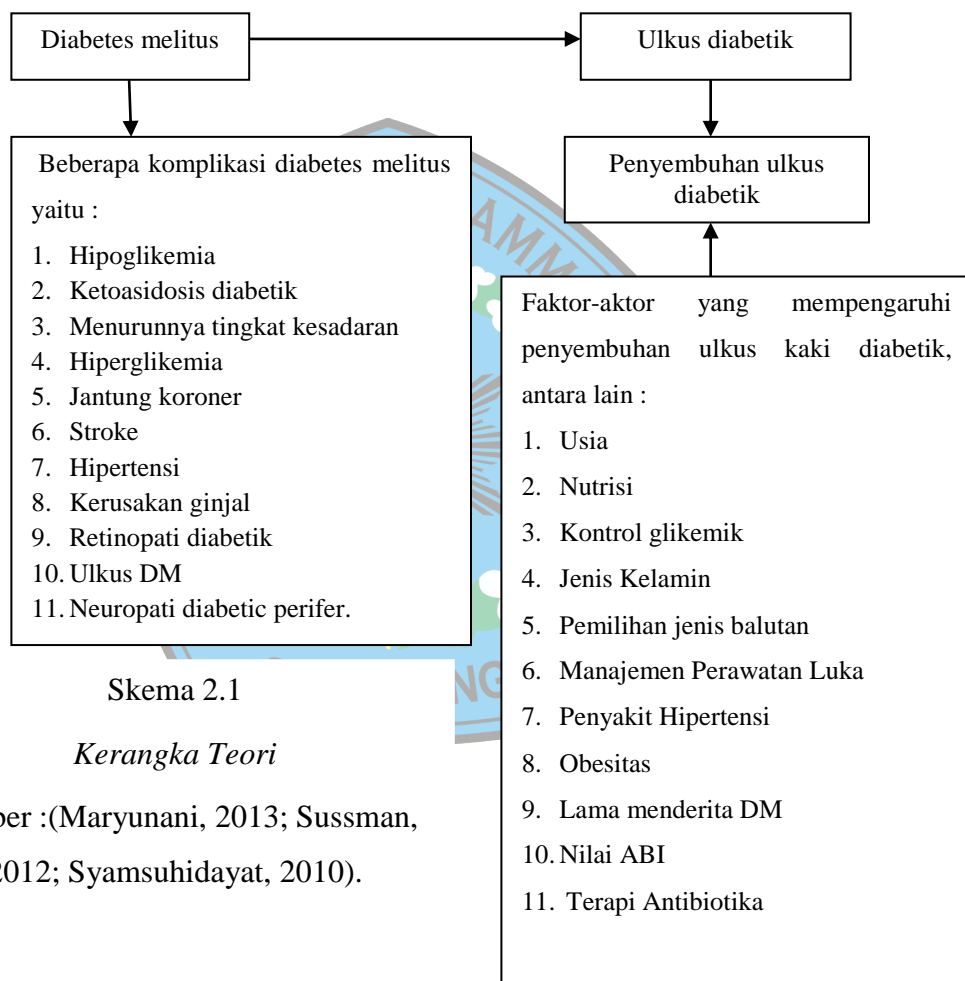 Diabetes melitus
Ulkus diabetik
Beberapa komplikasi diabetes melitus
yaitu :
1. Hipoglikemia
2. Ketoasidosis diabetik
3. Menurunnya tingkat kesadaran
4. Hiperglikemia
5. Jantung koroner
6. Stroke
7. Hipertensi
8. Kerusakan ginjal
9. Retinopati diabetik
10. Ulkus DM
11. Neuropati diabetic perifer.
Penyembuhan ulkus
diabetik
Faktor-aktor yang mempengaruhi
penyembuhan ulkus kaki diabetik,
antara lain :
1. Usia
2. Nutrisi
3. Kontrol glikemik
4. Jenis Kelamin
5. Pemilihan jenis balutan
6. Manajemen Perawatan Luka
7. Penyakit Hipertensi
8. Obesitas
9. Lama menderita DM
10. Nilai ABI
11. Terapi Antibiotika
Skema 2.1
Kerangka Teori
ber :(Maryunani, 2013; Sussman,
2012; Syamsuhidayat, 2010).